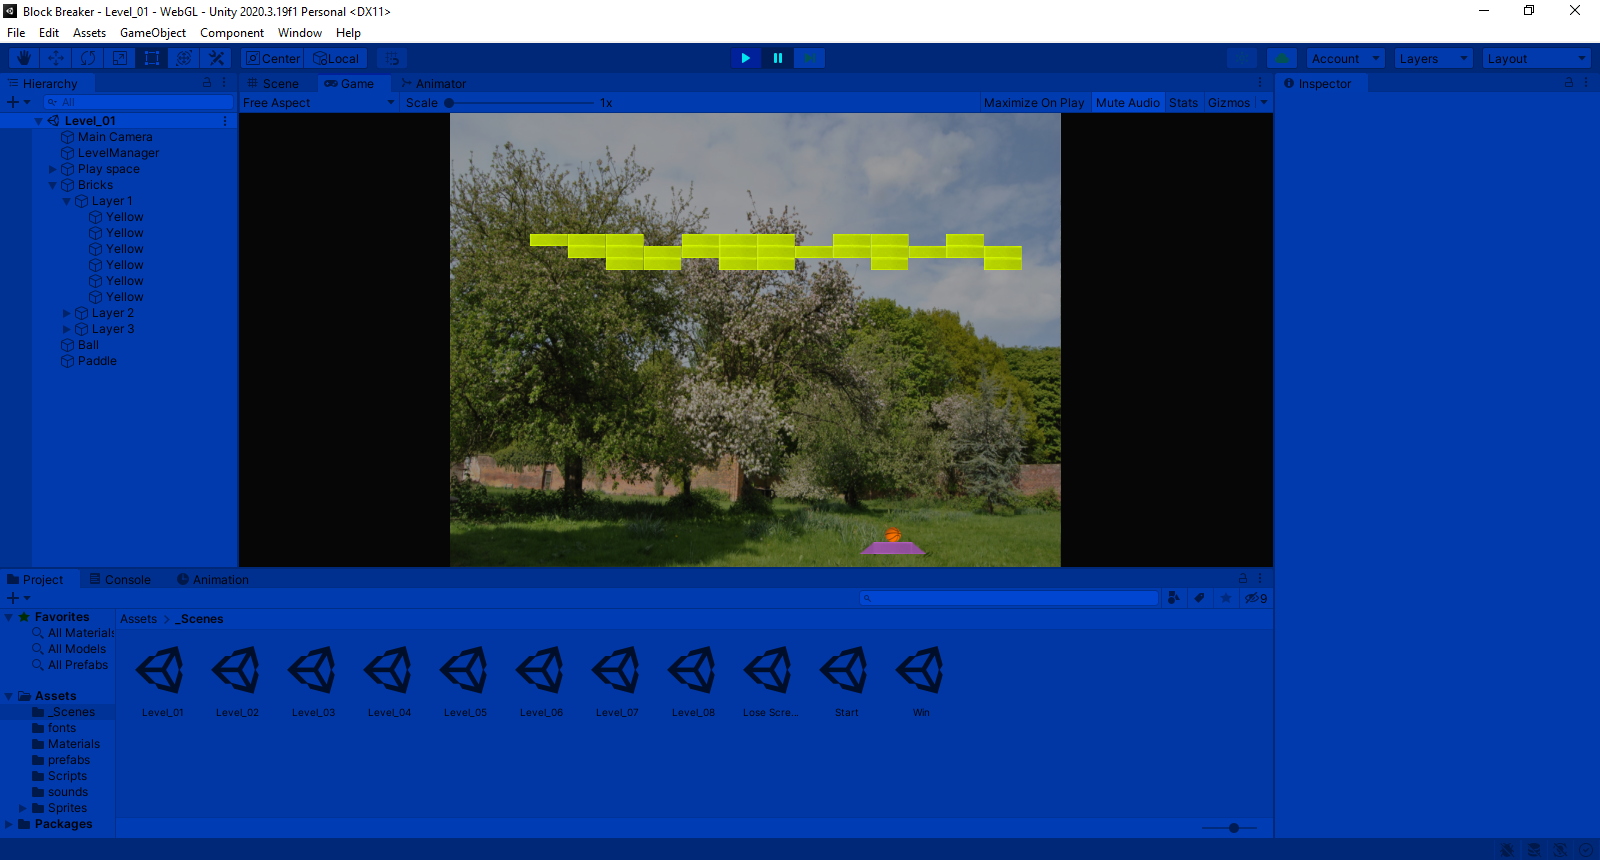 Block Breaker - Level_01 - WebGL - Unity 2020.3.19f1 Personal <DX11>
File Edit Assets GameObject Component Window Help
Center Local Account Layers Layout
Hierarchy Scene Game Animator Inspector
All Free Aspect Scale 1x Maximize On Play Mute Audio Stats Gizmos
Level_01
Main Camera
LevelManager
Play space
Bricks
Layer 1
Yellow
Yellow
Yellow
Yellow
Yellow
Yellow
Layer 2
Layer 3
Ball
Paddle
Project Console Animation
9
Favorites
All Materials
All Models
All Prefabs
Assets
_Scenes
fonts
Materials
prefabs
Scripts
sounds
Sprites
Packages
Assets > _Scenes
Level_01 Level_02 Level_03 Level_04 Level_05 Level_06 Level_07 Level_08 Lose Scre... Start Win